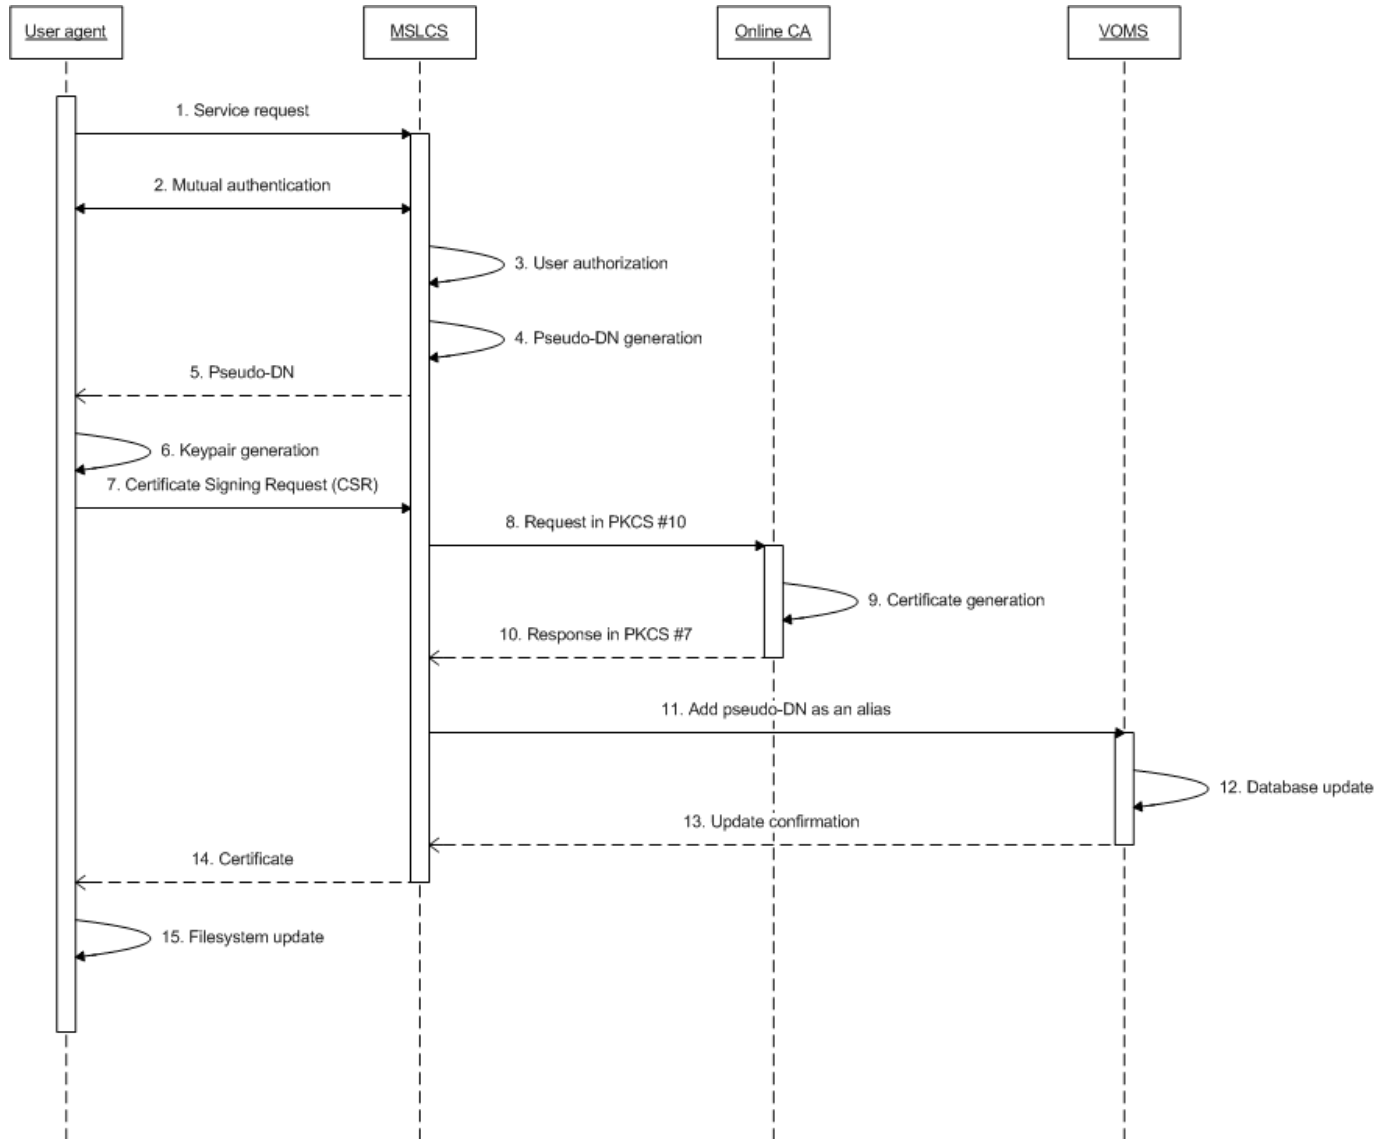 User agent
MSLCS
Online CA
VOMS
1. Service request
2. Mutual authentication
3. User authorization
4. Pseudo-DN generation
5. Pseudo-DN
6. Keypair generation
7. Certificate Signing Request (CSR)
8. Request in PKCS #10
9. Certificate generation
10. Response in PKCS #7
11. Add pseudo-DN as an alias
12. Database update
13. Update confirmation
14. Certificate
15. Filesystem update